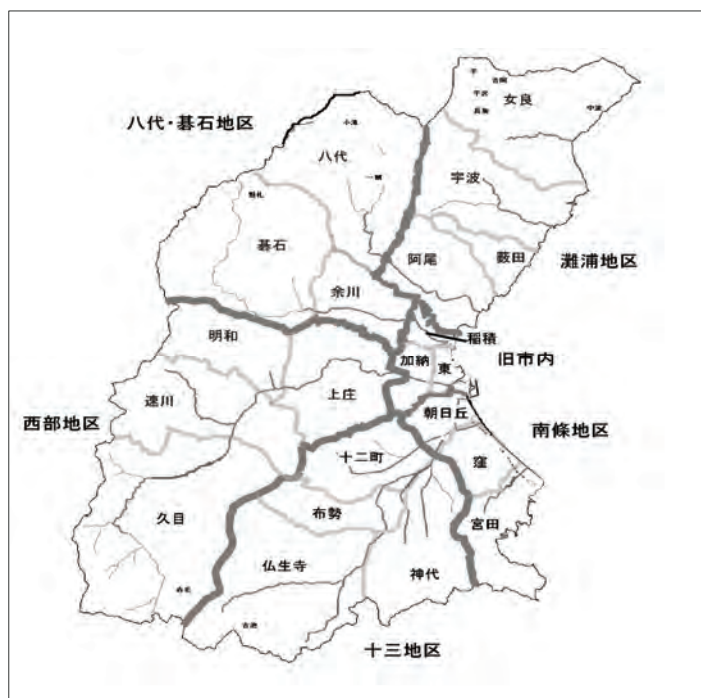 女良
中波
八代・碁石地区
八代
宇波
碁石
阿尾
薮田
灘浦地区
余川
明和
稲積
加納
東
旧市内
速川
上庄
朝日丘
西部地区
南條地区
十二町
窪
久目
布勢
宮田
仏生寺
神代
十三地区